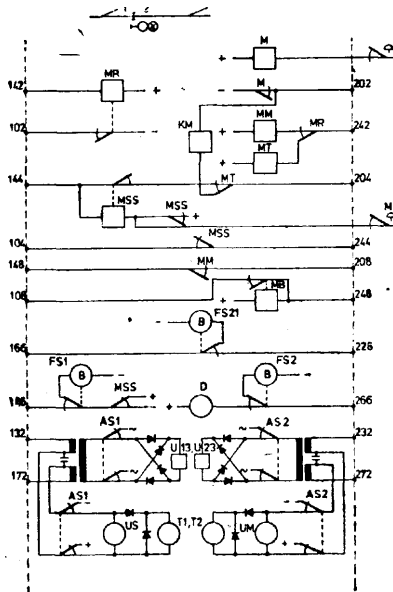 M
142 MR + - M 202
102 - KM + MM MR 242
+ MT
144 MT 204
MSS MSS + M
104 MSS 244
148 MM 208
108 + MB 248
B FS21
166 226
FS1 B B FS2
MSS + D 266
132 AS1 U13,U23 AS2 232
172 272
AS1 US T1,T2 UM AS2